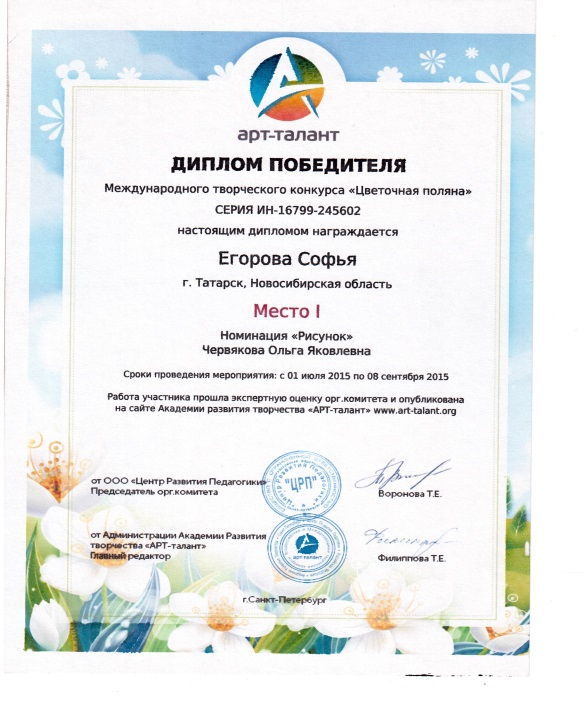 арт-талант
ДИПЛОМ ПОБЕДИТЕЛЯ
Международного творческого конкурса «Цветочная поляна»
СЕРИЯ ИН-16799-245602
настоящим дипломом награждается
Егорова Софья
г. Татарск, Новосибирская область
Место I
Номинация «Рисунок»
Червякова Ольга Яковлевна
Сроки проведения мероприятия: с 01 июля 2015 по 08 сентября 2015
Работа участника прошла экспертную оценку орг.комитета и опубликована
на сайте Академии развития творчества «АРТ-талант» www.art-talant.org
от ООО «Центр Развития Педагогики»
Председатель орг.комитета
"ЦРП"
Воронова Т.Е.
от Администрации Академии Развития
творчества «АРТ-талант»
Главный редактор
арт-талант
Филиппова Т.Е.
г.Санкт-Петербург